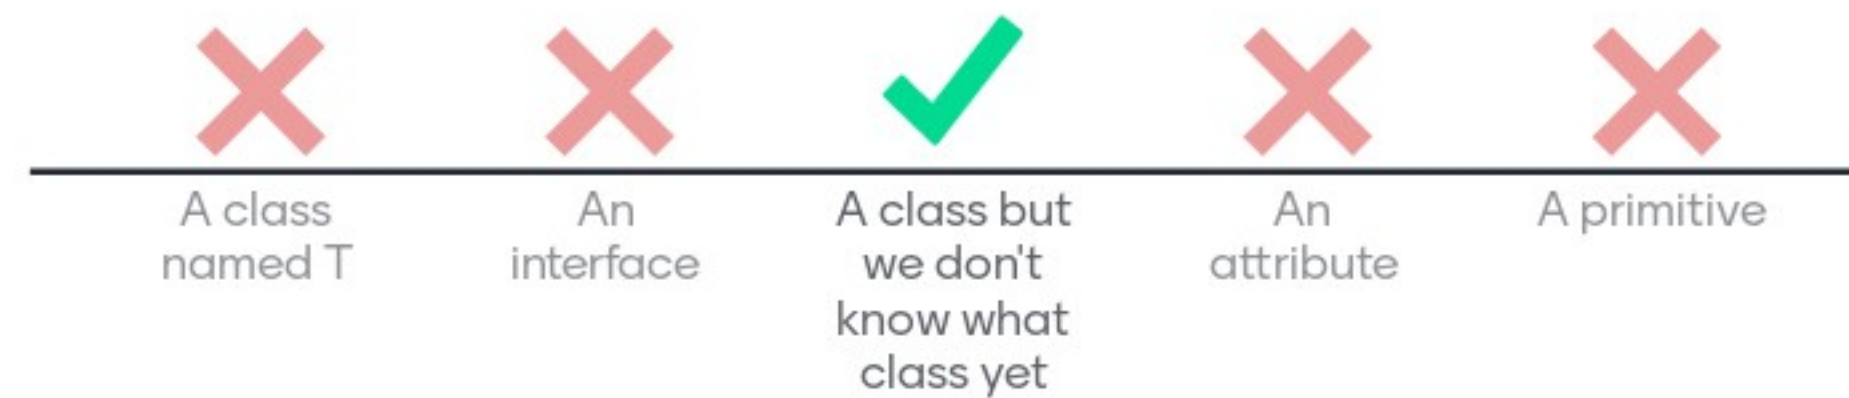 A class
named T
An
interface
A class but
we don't
know what
class yet
An
attribute
A primitive